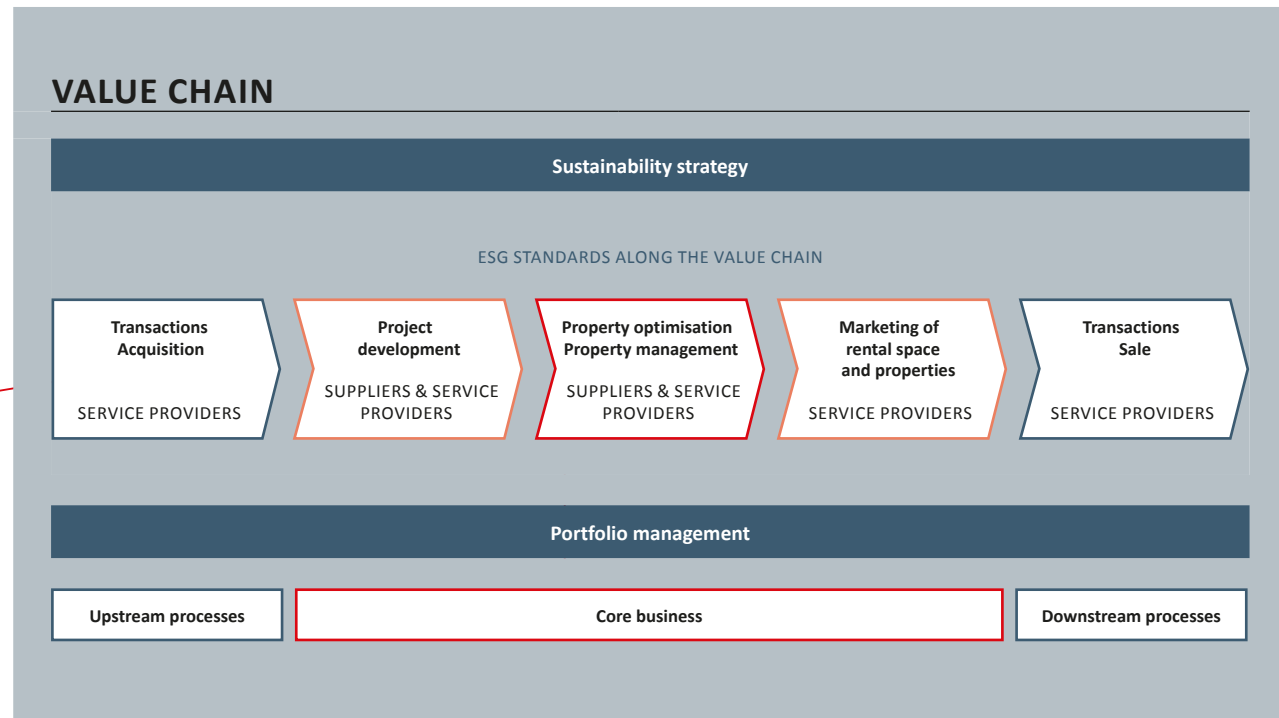 VALUE CHAIN
Sustainability strategy
ESG STANDARDS ALONG THE VALUE CHAIN
Transactions
Acquisition
SERVICE PROVIDERS
Project
development
SUPPLIERS & SERVICE
PROVIDERS
Property optimisation
Property management
SUPPLIERS & SERVICE
PROVIDERS
Marketing of
rental space
and properties
SERVICE PROVIDERS
Transactions
Sale
SERVICE PROVIDERS
Portfolio management
Upstream processes
Core business
Downstream processes